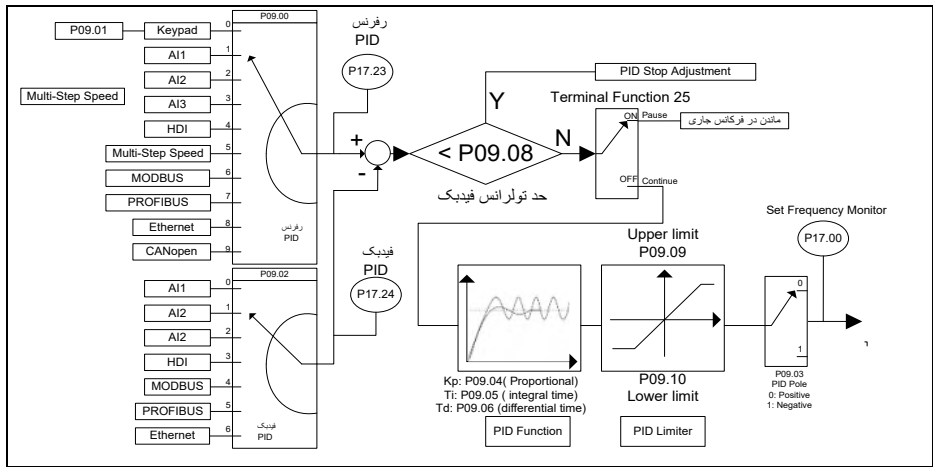 P09.00
P09.01
Keypad
0
AI1
1
AI2
2
AI3
3
HDI
4
Multi-Step Speed
Multi-Step Speed
5
MODBUS
6
PROFIBUS
7
Ethernet
8
CANopen
9
رفرنس
PID
رفرنس
PID
P17.23
+
-
< P09.08
Y
N
حد تولرانس فیدبک
PID Stop Adjustment
Terminal Function 25
ON
Pause
ماندن در فرکانس جاری
OFF
Continue
P09.02
AI1
0
AI2
1
AI2
2
HDI
3
MODBUS
4
PROFIBUS
5
Ethernet
6
فیدبک
PID
فیدبک
PID
P17.24
Kp: P09.04( Proportional)
Ti: P09.05 ( integral time)
Td: P09.06 (differential time)
PID Function
Upper limit
P09.09
P09.10
Lower limit
PID Limiter
Set Frequency Monitor
P17.00
0
1
P09.03
PID Pole
0: Positive
1: Negative